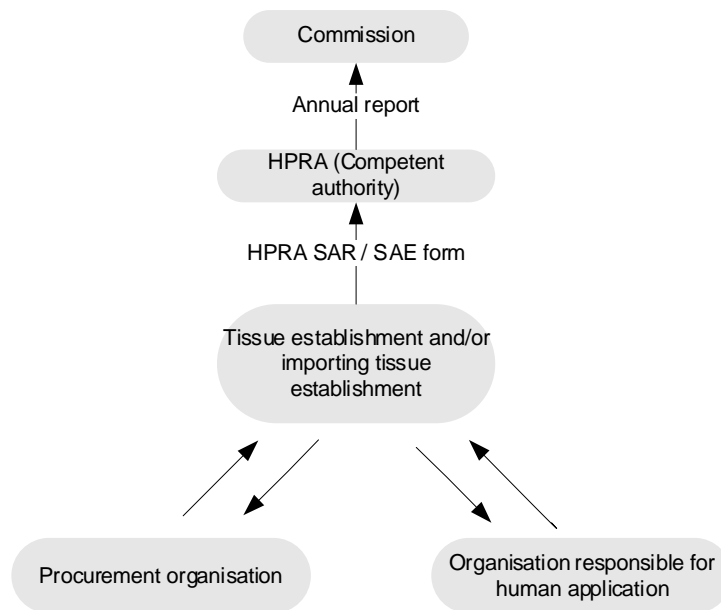 Commission
Annual report
HPRA (Competent
authority)
HPRA SAR / SAE form
Tissue establishment and/or
importing tissue
establishment
Procurement organisation
Organisation responsible for
human application